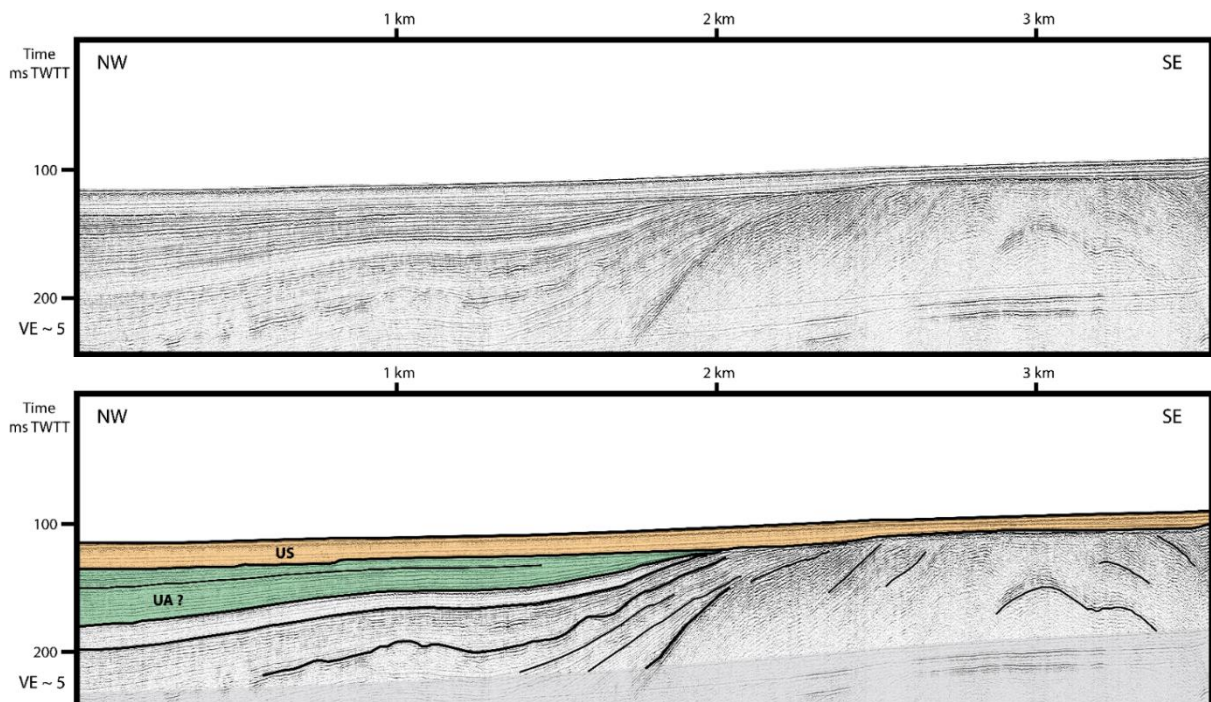 1 km 2 km 3 km
Time
ms TWTT
NW SE
100
200
VE ~ 5
1 km 2 km 3 km
Time
ms TWTT
NW SE
100
US
UA ?
200
VE ~ 5